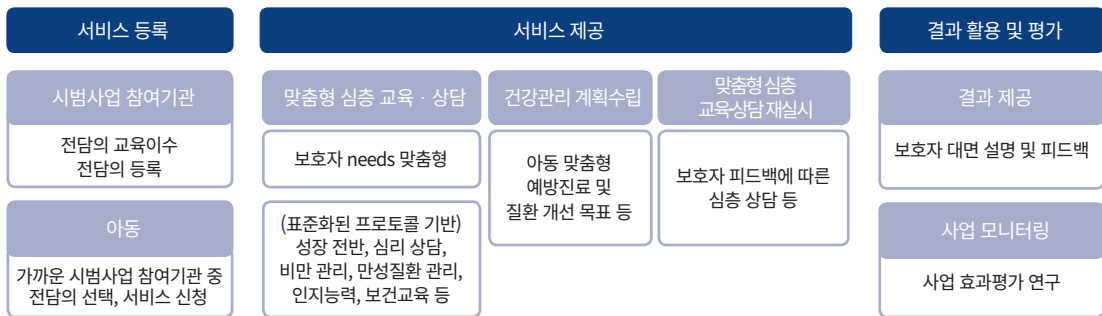 서비스 등록
시범사업 참여기관
전담의 교육이수
전담의 등록
아동
가까운 시범사업 참여기관 중
전담의 선택, 서비스 신청
서비스 제공
맞춤형 심층 교육 · 상담
보호자 needs 맞춤형
(표준화된 프로토콜 기반)
성장 전반, 심리 상담,
비만 관리, 만성질환 관리,
인지능력, 보건교육 등
건강관리 계획수립
아동 맞춤형
예방진료 및
질환 개선 목표 등
맞춤형 심층
교육·상담 재실시
보호자 피드백에 따른
심층 상담 등
결과 활용 및 평가
결과 제공
보호자 대면 설명 및 피드백
사업 모니터링
사업 효과평가 연구